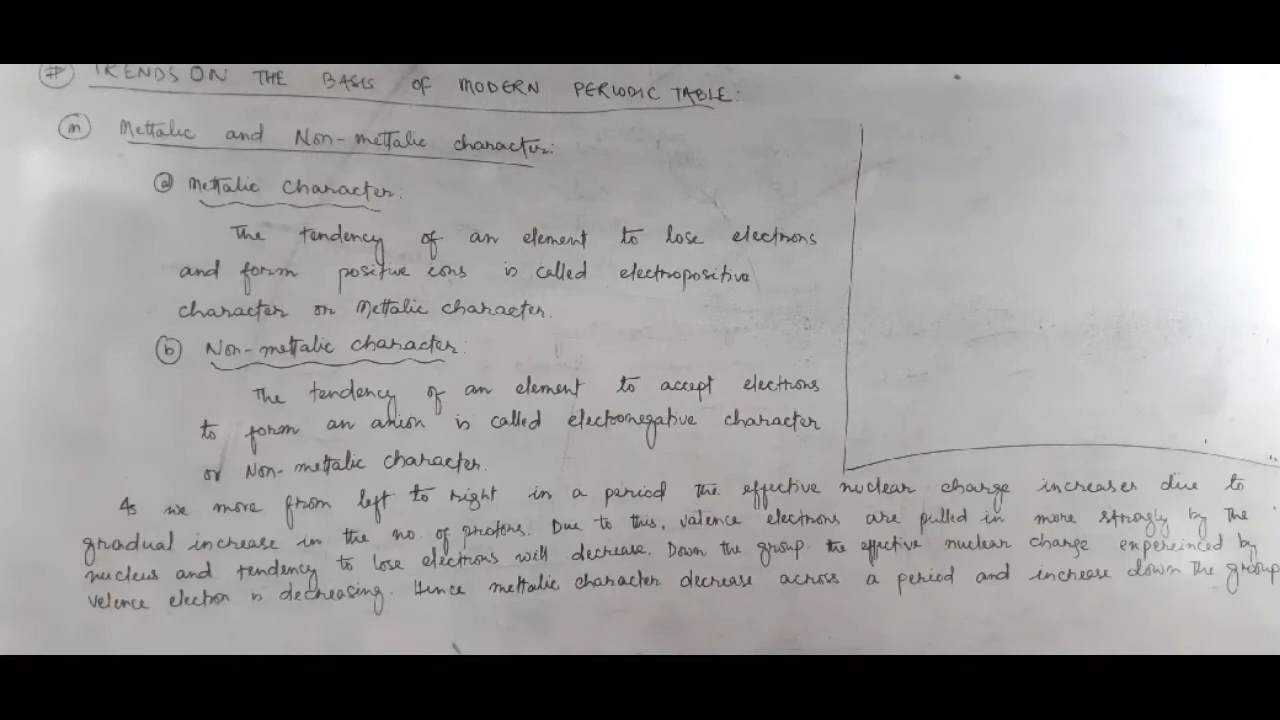 # TRENDS ON THE BASIS OF MODERN PERIODIC TABLE:
m Mettalic and Non-mettalic character:
a Mettalic character.
The tendency of an element to lose electrons
and form positive ions is called electropositive
character or Mettalic character.
b Non-mettalic character:
The tendency of an element to accept electrons
to form an anion is called electronegative character
or Non-mettalic character.
As we move from left to right in a period the effective nuclear charge increases due to
gradual increase in the no. of protons. Due to this, valence electrons are pulled in more strongly by the
nucleus and tendency to lose electrons will decrease. Down the group the effective nuclear charge expereinced by
velence electron is decreasing. Hence mettalic character decrease across a period and increase down the group